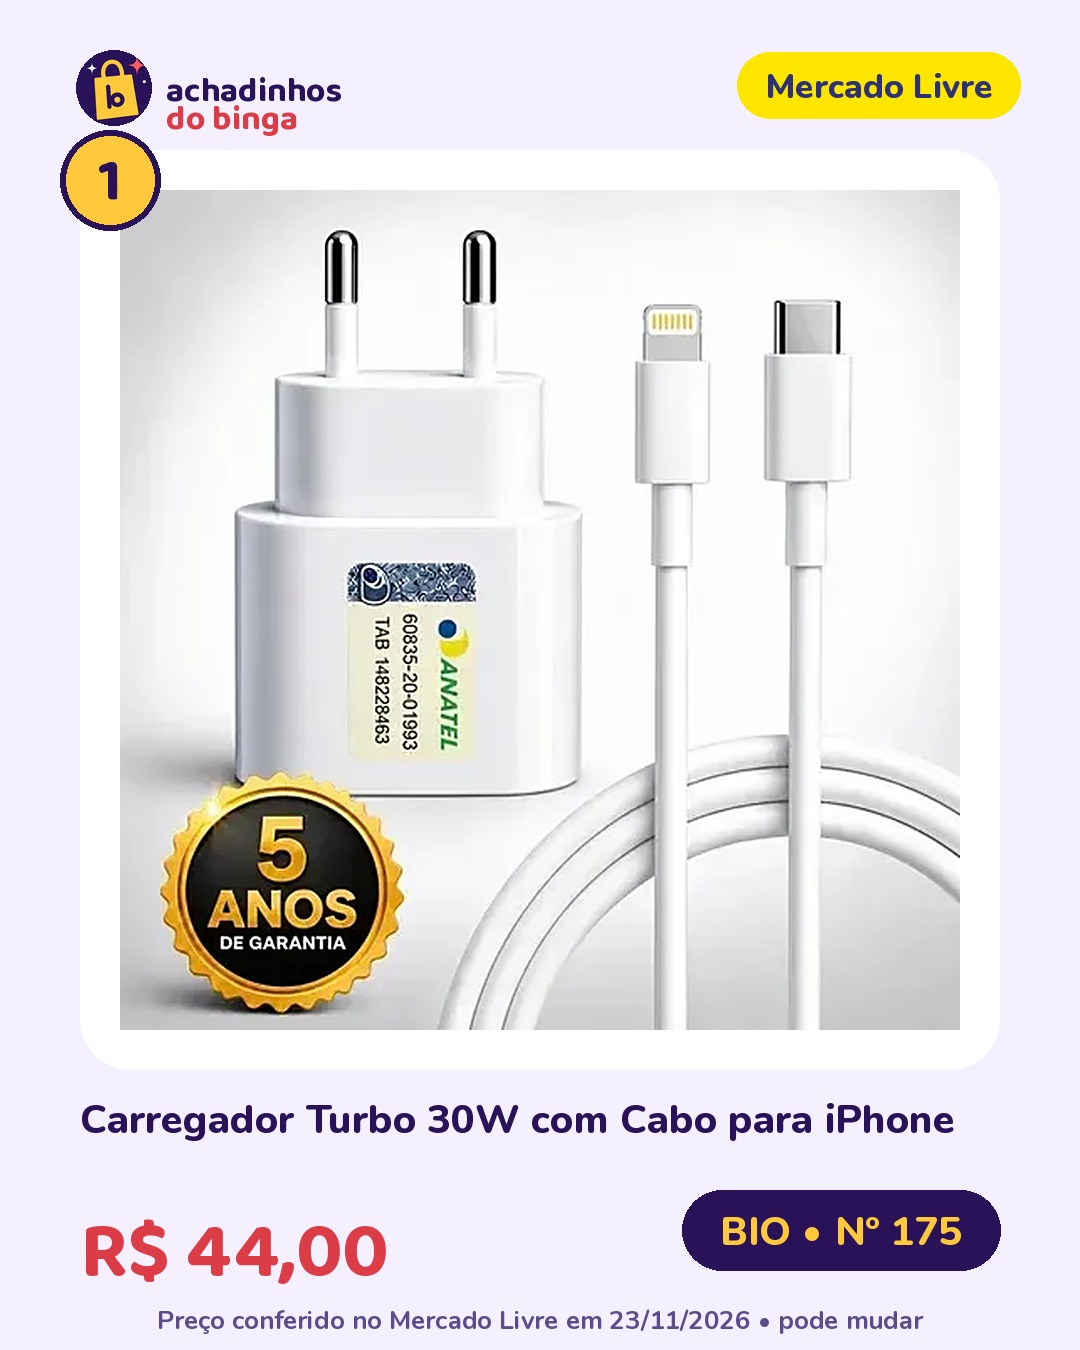 achadinhos
do binga
Mercado Livre
1
b
ANATEL
60835-20-01993
TAB 148228463
5
ANOS
DE GARANTIA
Carregador Turbo 30W com Cabo para iPhone
R$ 44,00
BIO • Nº 175
Preço conferido no Mercado Livre em 23/11/2026 • pode mudar